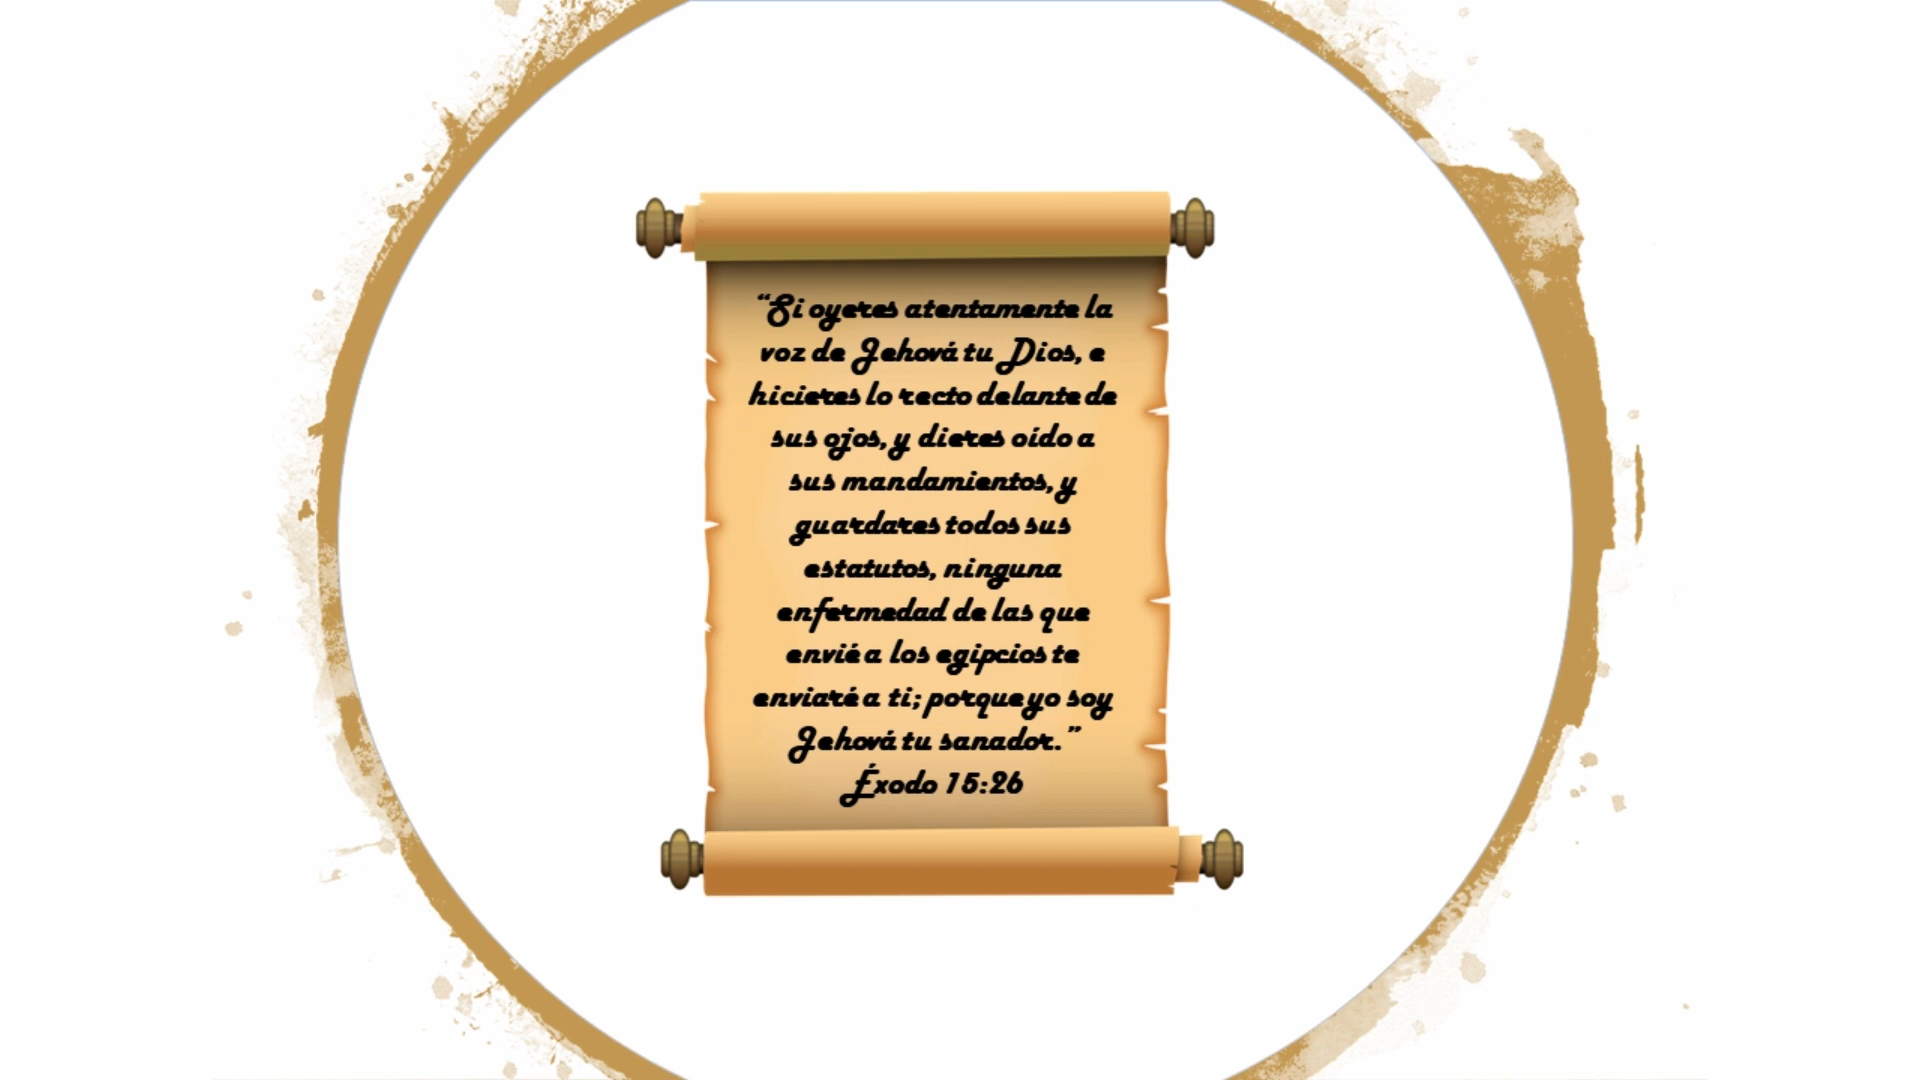 “Si oyeres atentamente la
voz de Jehová tu Dios, e
hicieres lo recto delante de
sus ojos, y dieres oído a
sus mandamientos, y
guardares todos sus
estatutos, ninguna
enfermedad de las que
envié a los egipcios te
enviaré a ti; porque yo soy
Jehová tu sanador.”
Éxodo 15:26